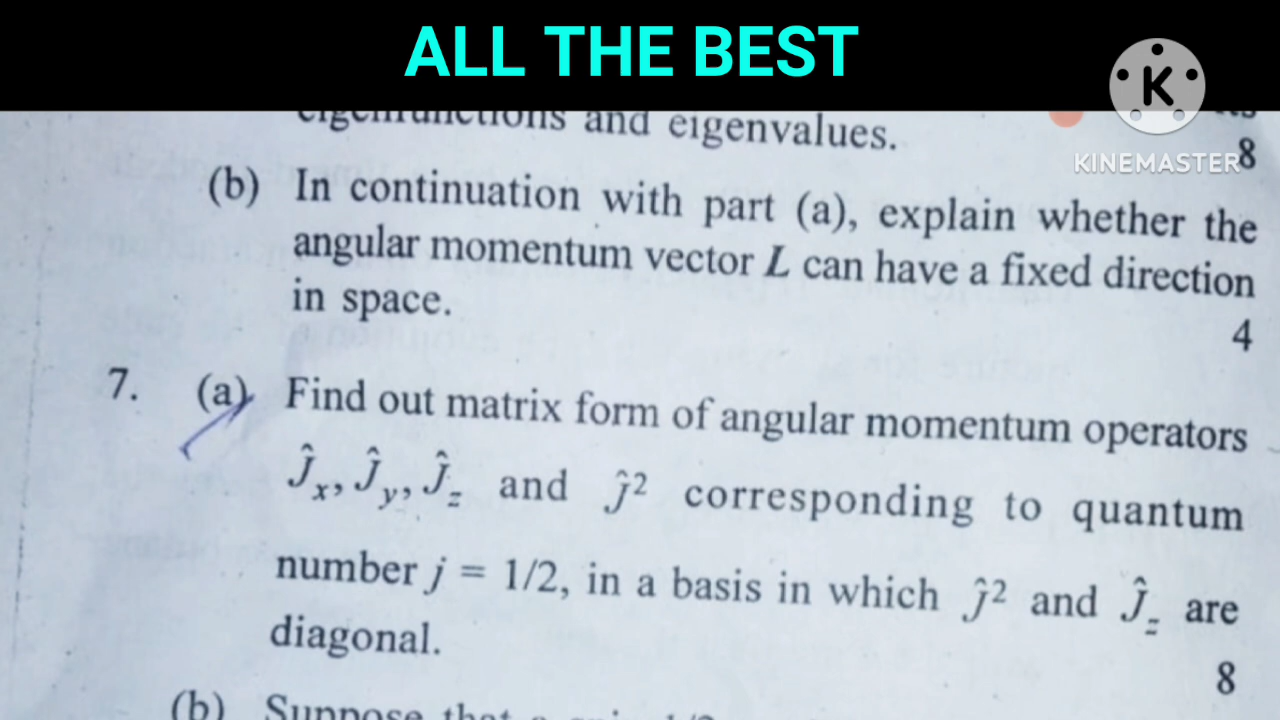 ALL THE BEST
K
KINEMASTER
eigenfunctions and eigenvalues.
8
(b) In continuation with part (a), explain whether the
angular momentum vector L can have a fixed direction
in space.
4
7. (a) Find out matrix form of angular momentum operators
Ĵx, Ĵy, Ĵz and ĵ² corresponding to quantum
number j = 1/2, in a basis in which ĵ² and Ĵz are
diagonal.
8
(b) Suppose that a